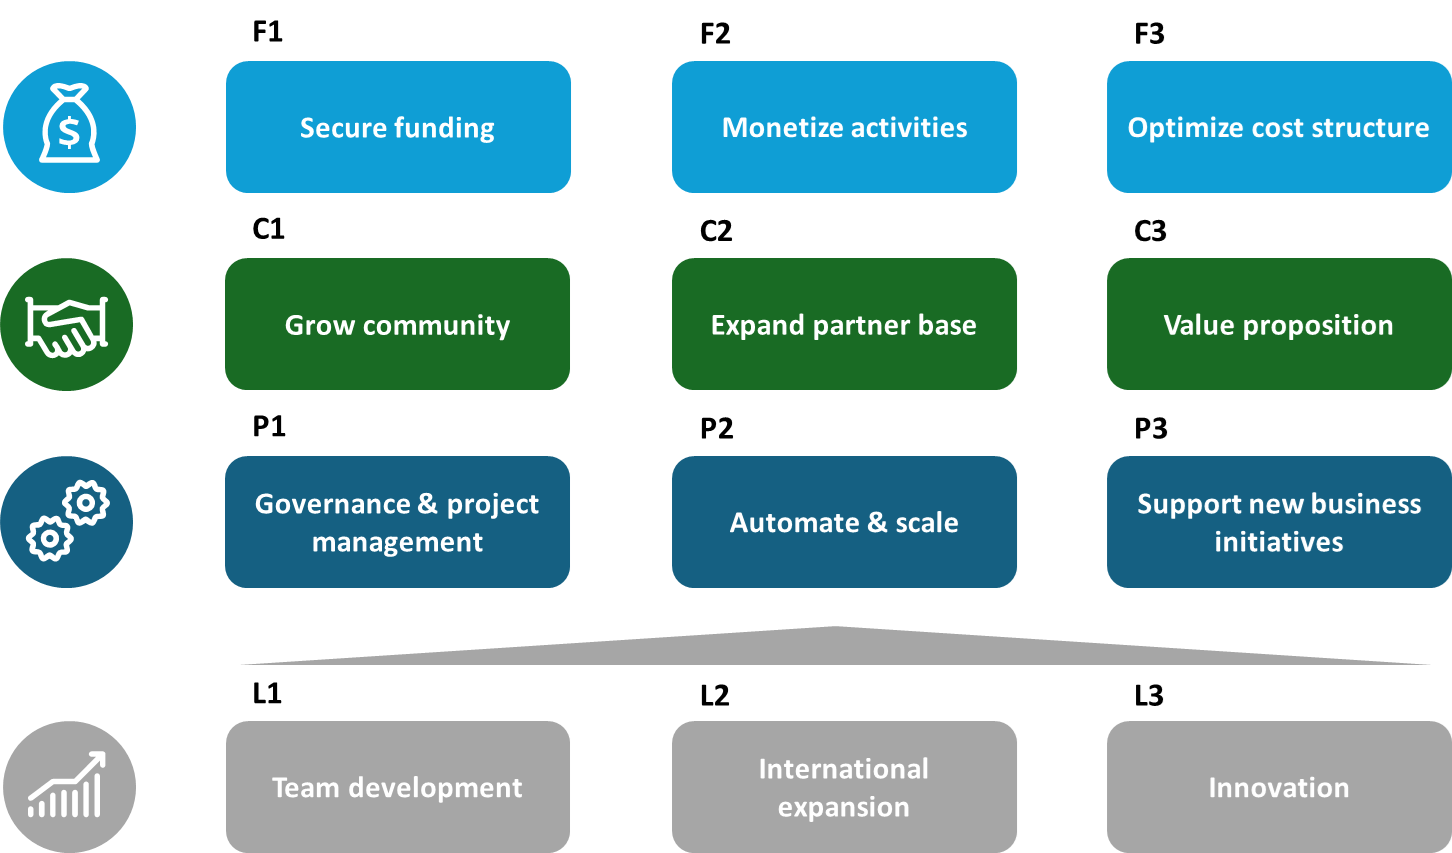 F1
F2
F3
$
Secure funding
Monetize activities
Optimize cost structure
C1
C2
C3
Grow community
Expand partner base
Value proposition
P1
P2
P3
Governance & project
management
Automate & scale
Support new business
initiatives
L1
L2
L3
Team development
International
expansion
Innovation